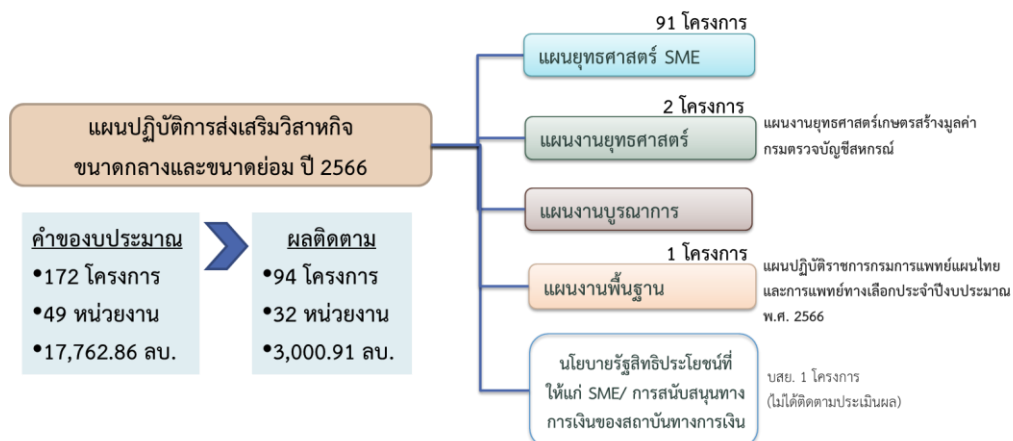 91 โครงการ
แผนยุทธศาสตร์ SME
แผนปฏิบัติการส่งเสริมวิสาหกิจ
ขนาดกลางและขนาดย่อม ปี 2566
2 โครงการ
แผนงานยุทธศาสตร์
แผนงานยุทธศาสตร์เกษตรสร้างมูลค่า
กรมตรวจบัญชีสหกรณ์
แผนงานบูรณาการ
คำของบประมาณ
•172 โครงการ
•49 หน่วยงาน
•17,762.86 ลบ.
ผลติดตาม
•94 โครงการ
•32 หน่วยงาน
•3,000.91 ลบ.
1 โครงการ
แผนงานพื้นฐาน
แผนปฏิบัติราชการกรมการแพทย์แผนไทย
และการแพทย์ทางเลือกประจำปีงบประมาณ
พ.ศ. 2566
นโยบายรัฐสิทธิประโยชน์ที่
ให้แก่ SME/ การสนับสนุนทาง
การเงินของสถาบันทางการเงิน
บสย. 1 โครงการ
(ไม่ได้ติดตามประเมินผล)